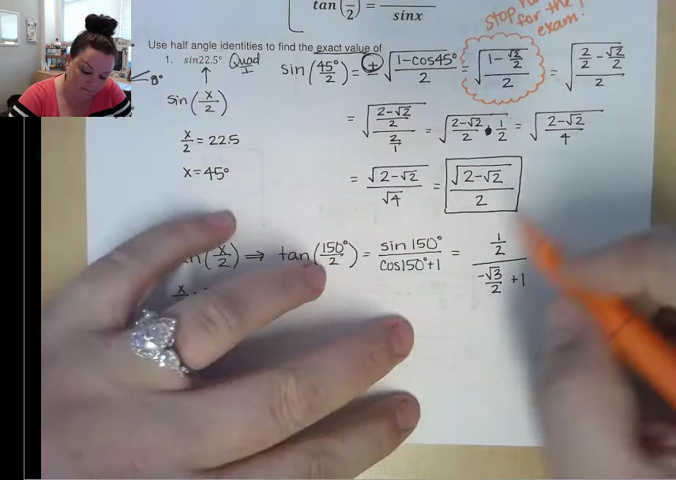 tan(—/2) = —/sinx
stop here for the exam.
Use half angle identities to find the exact value of
1. sin22.5° Quad I
sin(45°/2) = ± √((1-cos45°)/2) = √((1-√2/2)/2) = √((2/2-√2/2)/2)
0°
sin(x/2)
= √(((2-√2)/2)/(2/1)) = √((2-√2)/2 • 1/2) = √((2-√2)/4)
x/2 = 22.5
x = 45°
= √(2-√2)/√4 = √(2-√2)/2
(x/2) ⇒ tan(150°/2) = sin150°/(cos150°+1) = (1/2)/(-√3/2 + 1)